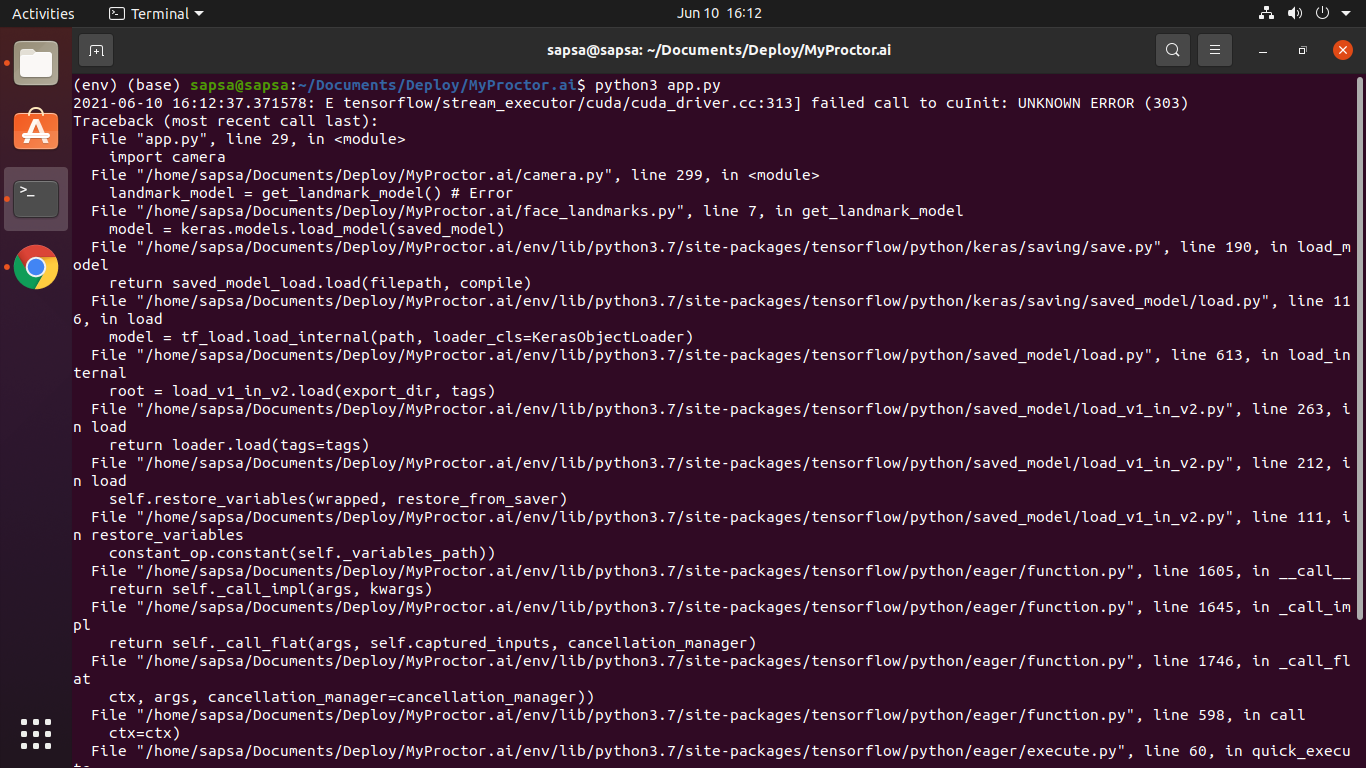 Activities
Terminal
Jun 10 16:12
sapsa@sapsa: ~/Documents/Deploy/MyProctor.ai
(env) (base) sapsa@sapsa:~/Documents/Deploy/MyProctor.ai$ python3 app.py
2021-06-10 16:12:37.371578: E tensorflow/stream_executor/cuda/cuda_driver.cc:313] failed call to cuInit: UNKNOWN ERROR (303)
Traceback (most recent call last):
  File "app.py", line 29, in <module>
    import camera
  File "/home/sapsa/Documents/Deploy/MyProctor.ai/camera.py", line 299, in <module>
    landmark_model = get_landmark_model() # Error
  File "/home/sapsa/Documents/Deploy/MyProctor.ai/face_landmarks.py", line 7, in get_landmark_model
    model = keras.models.load_model(saved_model)
  File "/home/sapsa/Documents/Deploy/MyProctor.ai/env/lib/python3.7/site-packages/tensorflow/python/keras/saving/save.py", line 190, in load_m
odel
    return saved_model_load.load(filepath, compile)
  File "/home/sapsa/Documents/Deploy/MyProctor.ai/env/lib/python3.7/site-packages/tensorflow/python/keras/saving/saved_model/load.py", line 11
6, in load
    model = tf_load.load_internal(path, loader_cls=KerasObjectLoader)
  File "/home/sapsa/Documents/Deploy/MyProctor.ai/env/lib/python3.7/site-packages/tensorflow/python/saved_model/load.py", line 613, in load_in
ternal
    root = load_v1_in_v2.load(export_dir, tags)
  File "/home/sapsa/Documents/Deploy/MyProctor.ai/env/lib/python3.7/site-packages/tensorflow/python/saved_model/load_v1_in_v2.py", line 263, i
n load
    return loader.load(tags=tags)
  File "/home/sapsa/Documents/Deploy/MyProctor.ai/env/lib/python3.7/site-packages/tensorflow/python/saved_model/load_v1_in_v2.py", line 212, i
n load
    self.restore_variables(wrapped, restore_from_saver)
  File "/home/sapsa/Documents/Deploy/MyProctor.ai/env/lib/python3.7/site-packages/tensorflow/python/saved_model/load_v1_in_v2.py", line 111, i
n restore_variables
    constant_op.constant(self._variables_path))
  File "/home/sapsa/Documents/Deploy/MyProctor.ai/env/lib/python3.7/site-packages/tensorflow/python/eager/function.py", line 1605, in __call__
    return self._call_impl(args, kwargs)
  File "/home/sapsa/Documents/Deploy/MyProctor.ai/env/lib/python3.7/site-packages/tensorflow/python/eager/function.py", line 1645, in _call_im
pl
    return self._call_flat(args, self.captured_inputs, cancellation_manager)
  File "/home/sapsa/Documents/Deploy/MyProctor.ai/env/lib/python3.7/site-packages/tensorflow/python/eager/function.py", line 1746, in _call_fl
at
    ctx, args, cancellation_manager=cancellation_manager))
  File "/home/sapsa/Documents/Deploy/MyProctor.ai/env/lib/python3.7/site-packages/tensorflow/python/eager/function.py", line 598, in call
    ctx=ctx)
  File "/home/sapsa/Documents/Deploy/MyProctor.ai/env/lib/python3.7/site-packages/tensorflow/python/eager/execute.py", line 60, in quick_execu